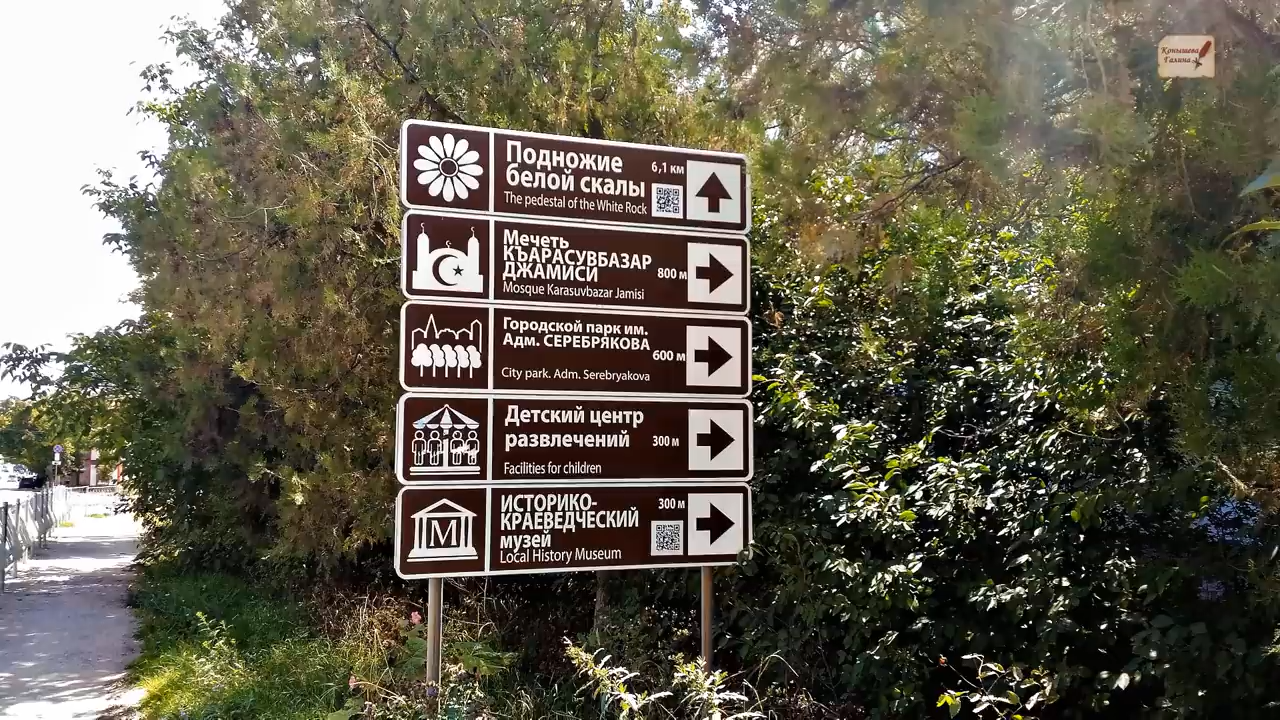 Конышева
Галина
Подножие
белой скалы
6,1 км
The pedestal of the White Rock
Мечеть
КЪАРАСУВБАЗАР
ДЖАМИСИ
800 м
Mosque Karasuvbazar Jamisi
Городской парк им.
Адм. СЕРЕБРЯКОВА
600 м
City park. Adm. Serebryakova
Детский центр
развлечений
300 м
Facilities for children
М
ИСТОРИКО-
КРАЕВЕДЧЕСКИЙ
музей
300 м
Local History Museum